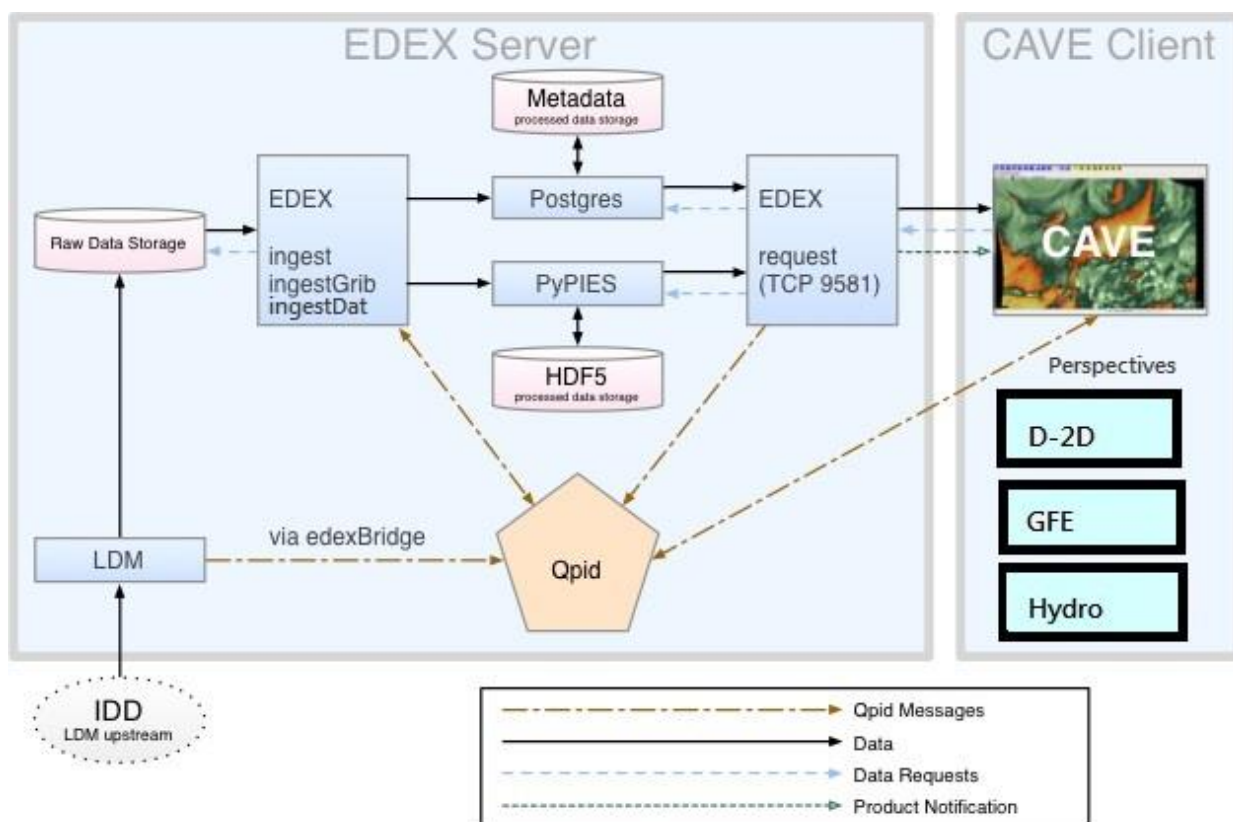 EDEX Server
CAVE Client
Metadata
processed data storage
EDEX
ingest
ingestGrib
ingestDat
Postgres
EDEX
request
(TCP 9581)
Raw Data Storage
CAVE
PyPIES
HDF5
processed data storage
Perspectives
D-2D
GFE
Hydro
via edexBridge
LDM
Qpid
IDD
LDM upstream
Qpid Messages
Data
Data Requests
Product Notification